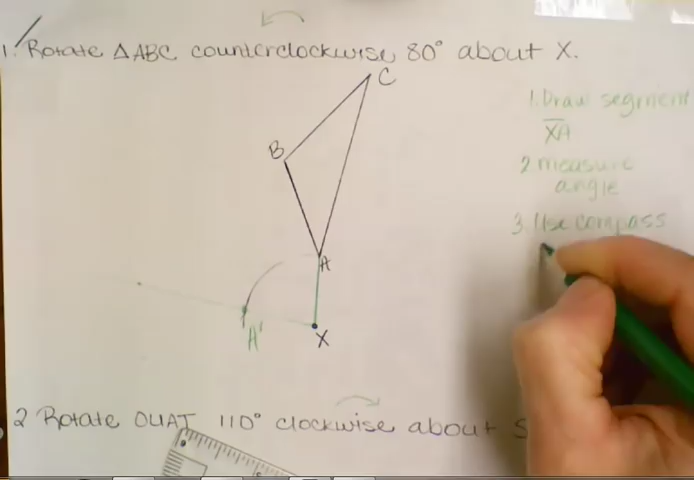 1. Rotate △ABC counterclockwise 80° about X.
C
B
A
A'
X
1. Draw segment
XA
2. measure
angle
3. Use compass
2 Rotate OUAT 110° clockwise about S